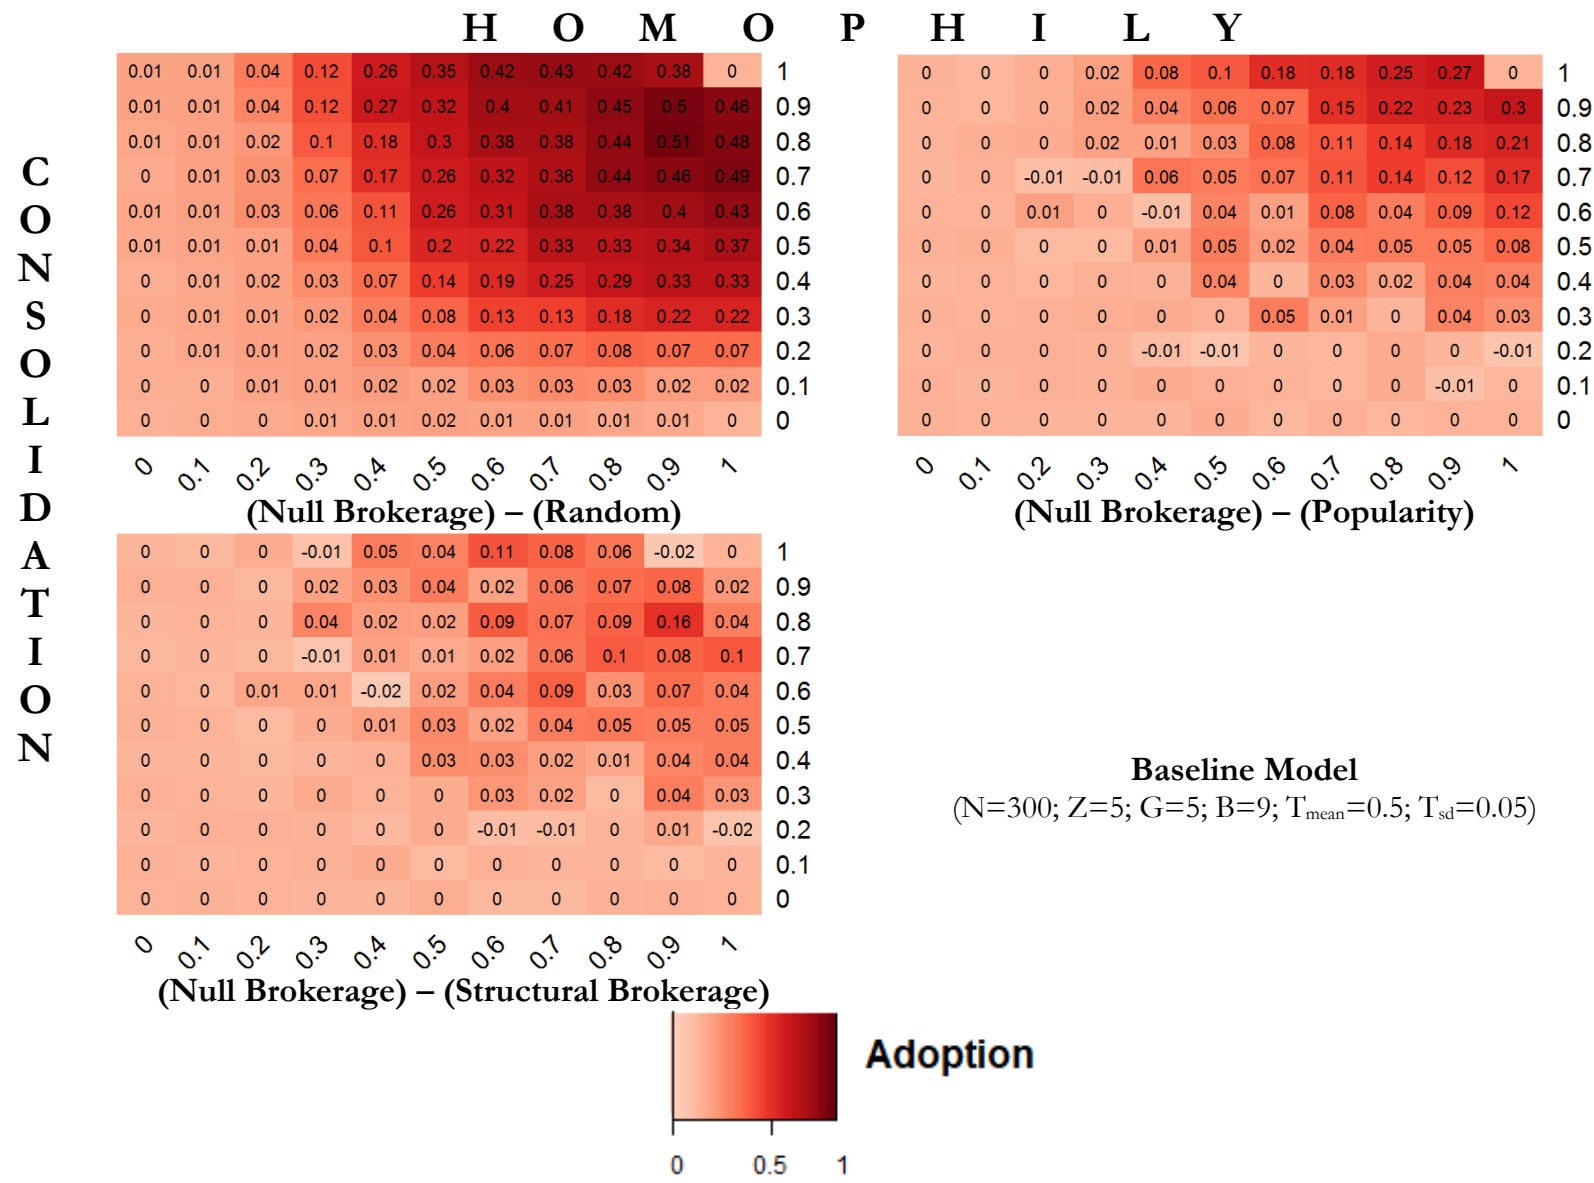 H O M O P H I L Y
C O N S O L I D A T I O N
0.01 0.01 0.04 0.12 0.26 0.35 0.42 0.43 0.42 0.38 0 1
0.01 0.01 0.04 0.12 0.27 0.32 0.4 0.41 0.45 0.5 0.46 0.9
0.01 0.01 0.02 0.1 0.18 0.3 0.38 0.38 0.44 0.51 0.48 0.8
0 0.01 0.03 0.07 0.17 0.26 0.32 0.36 0.44 0.46 0.49 0.7
0.01 0.01 0.03 0.06 0.11 0.26 0.31 0.38 0.38 0.4 0.43 0.6
0.01 0.01 0.01 0.04 0.1 0.2 0.22 0.33 0.33 0.34 0.37 0.5
0 0.01 0.02 0.03 0.07 0.14 0.19 0.25 0.29 0.33 0.33 0.4
0 0.01 0.01 0.02 0.04 0.08 0.13 0.13 0.18 0.22 0.22 0.3
0 0.01 0.01 0.02 0.03 0.04 0.06 0.07 0.08 0.07 0.07 0.2
0 0 0.01 0.01 0.02 0.02 0.03 0.03 0.03 0.02 0.02 0.1
0 0 0 0.01 0.01 0.02 0.01 0.01 0.01 0.01 0 0
0 0.1 0.2 0.3 0.4 0.5 0.6 0.7 0.8 0.9 1
(Null Brokerage) – (Random)
0 0 0 0.02 0.08 0.1 0.18 0.18 0.25 0.27 0 1
0 0 0 0.02 0.04 0.06 0.07 0.15 0.22 0.23 0.3 0.9
0 0 0 0.02 0.01 0.03 0.08 0.11 0.14 0.18 0.21 0.8
0 0 -0.01 -0.01 0.06 0.05 0.07 0.11 0.14 0.12 0.17 0.7
0 0 0.01 0 -0.01 0.04 0.01 0.08 0.04 0.09 0.12 0.6
0 0 0 0 0.01 0.05 0.02 0.04 0.05 0.05 0.08 0.5
0 0 0 0 0 0.04 0 0.03 0.02 0.04 0.04 0.4
0 0 0 0 0 0 0.05 0.01 0 0.04 0.03 0.3
0 0 0 0 -0.01 -0.01 0 0 0 0 -0.01 0.2
0 0 0 0 0 0 0 0 0 -0.01 0 0.1
0 0 0 0 0 0 0 0 0 0 0 0
0 0.1 0.2 0.3 0.4 0.5 0.6 0.7 0.8 0.9 1
(Null Brokerage) – (Popularity)
0 0 0 -0.01 0.05 0.04 0.11 0.08 0.06 -0.02 0 1
0 0 0 0.02 0.03 0.04 0.02 0.06 0.07 0.08 0.02 0.9
0 0 0 0.04 0.02 0.02 0.09 0.07 0.09 0.16 0.04 0.8
0 0 0 -0.01 0.01 0.01 0.02 0.06 0.1 0.08 0.1 0.7
0 0 0.01 0.01 -0.02 0.02 0.04 0.09 0.03 0.07 0.04 0.6
0 0 0 0 0.01 0.03 0.02 0.04 0.05 0.05 0.05 0.5
0 0 0 0 0 0.03 0.03 0.02 0.01 0.04 0.04 0.4
0 0 0 0 0 0 0.03 0.02 0 0.04 0.03 0.3
0 0 0 0 0 0 -0.01 -0.01 0 0.01 -0.02 0.2
0 0 0 0 0 0 0 0 0 0 0 0.1
0 0 0 0 0 0 0 0 0 0 0 0
0 0.1 0.2 0.3 0.4 0.5 0.6 0.7 0.8 0.9 1
(Null Brokerage) – (Structural Brokerage)
Baseline Model
(N=300; Z=5; G=5; B=9; Tmean=0.5; Tsd=0.05)
Adoption
0 0.5 1